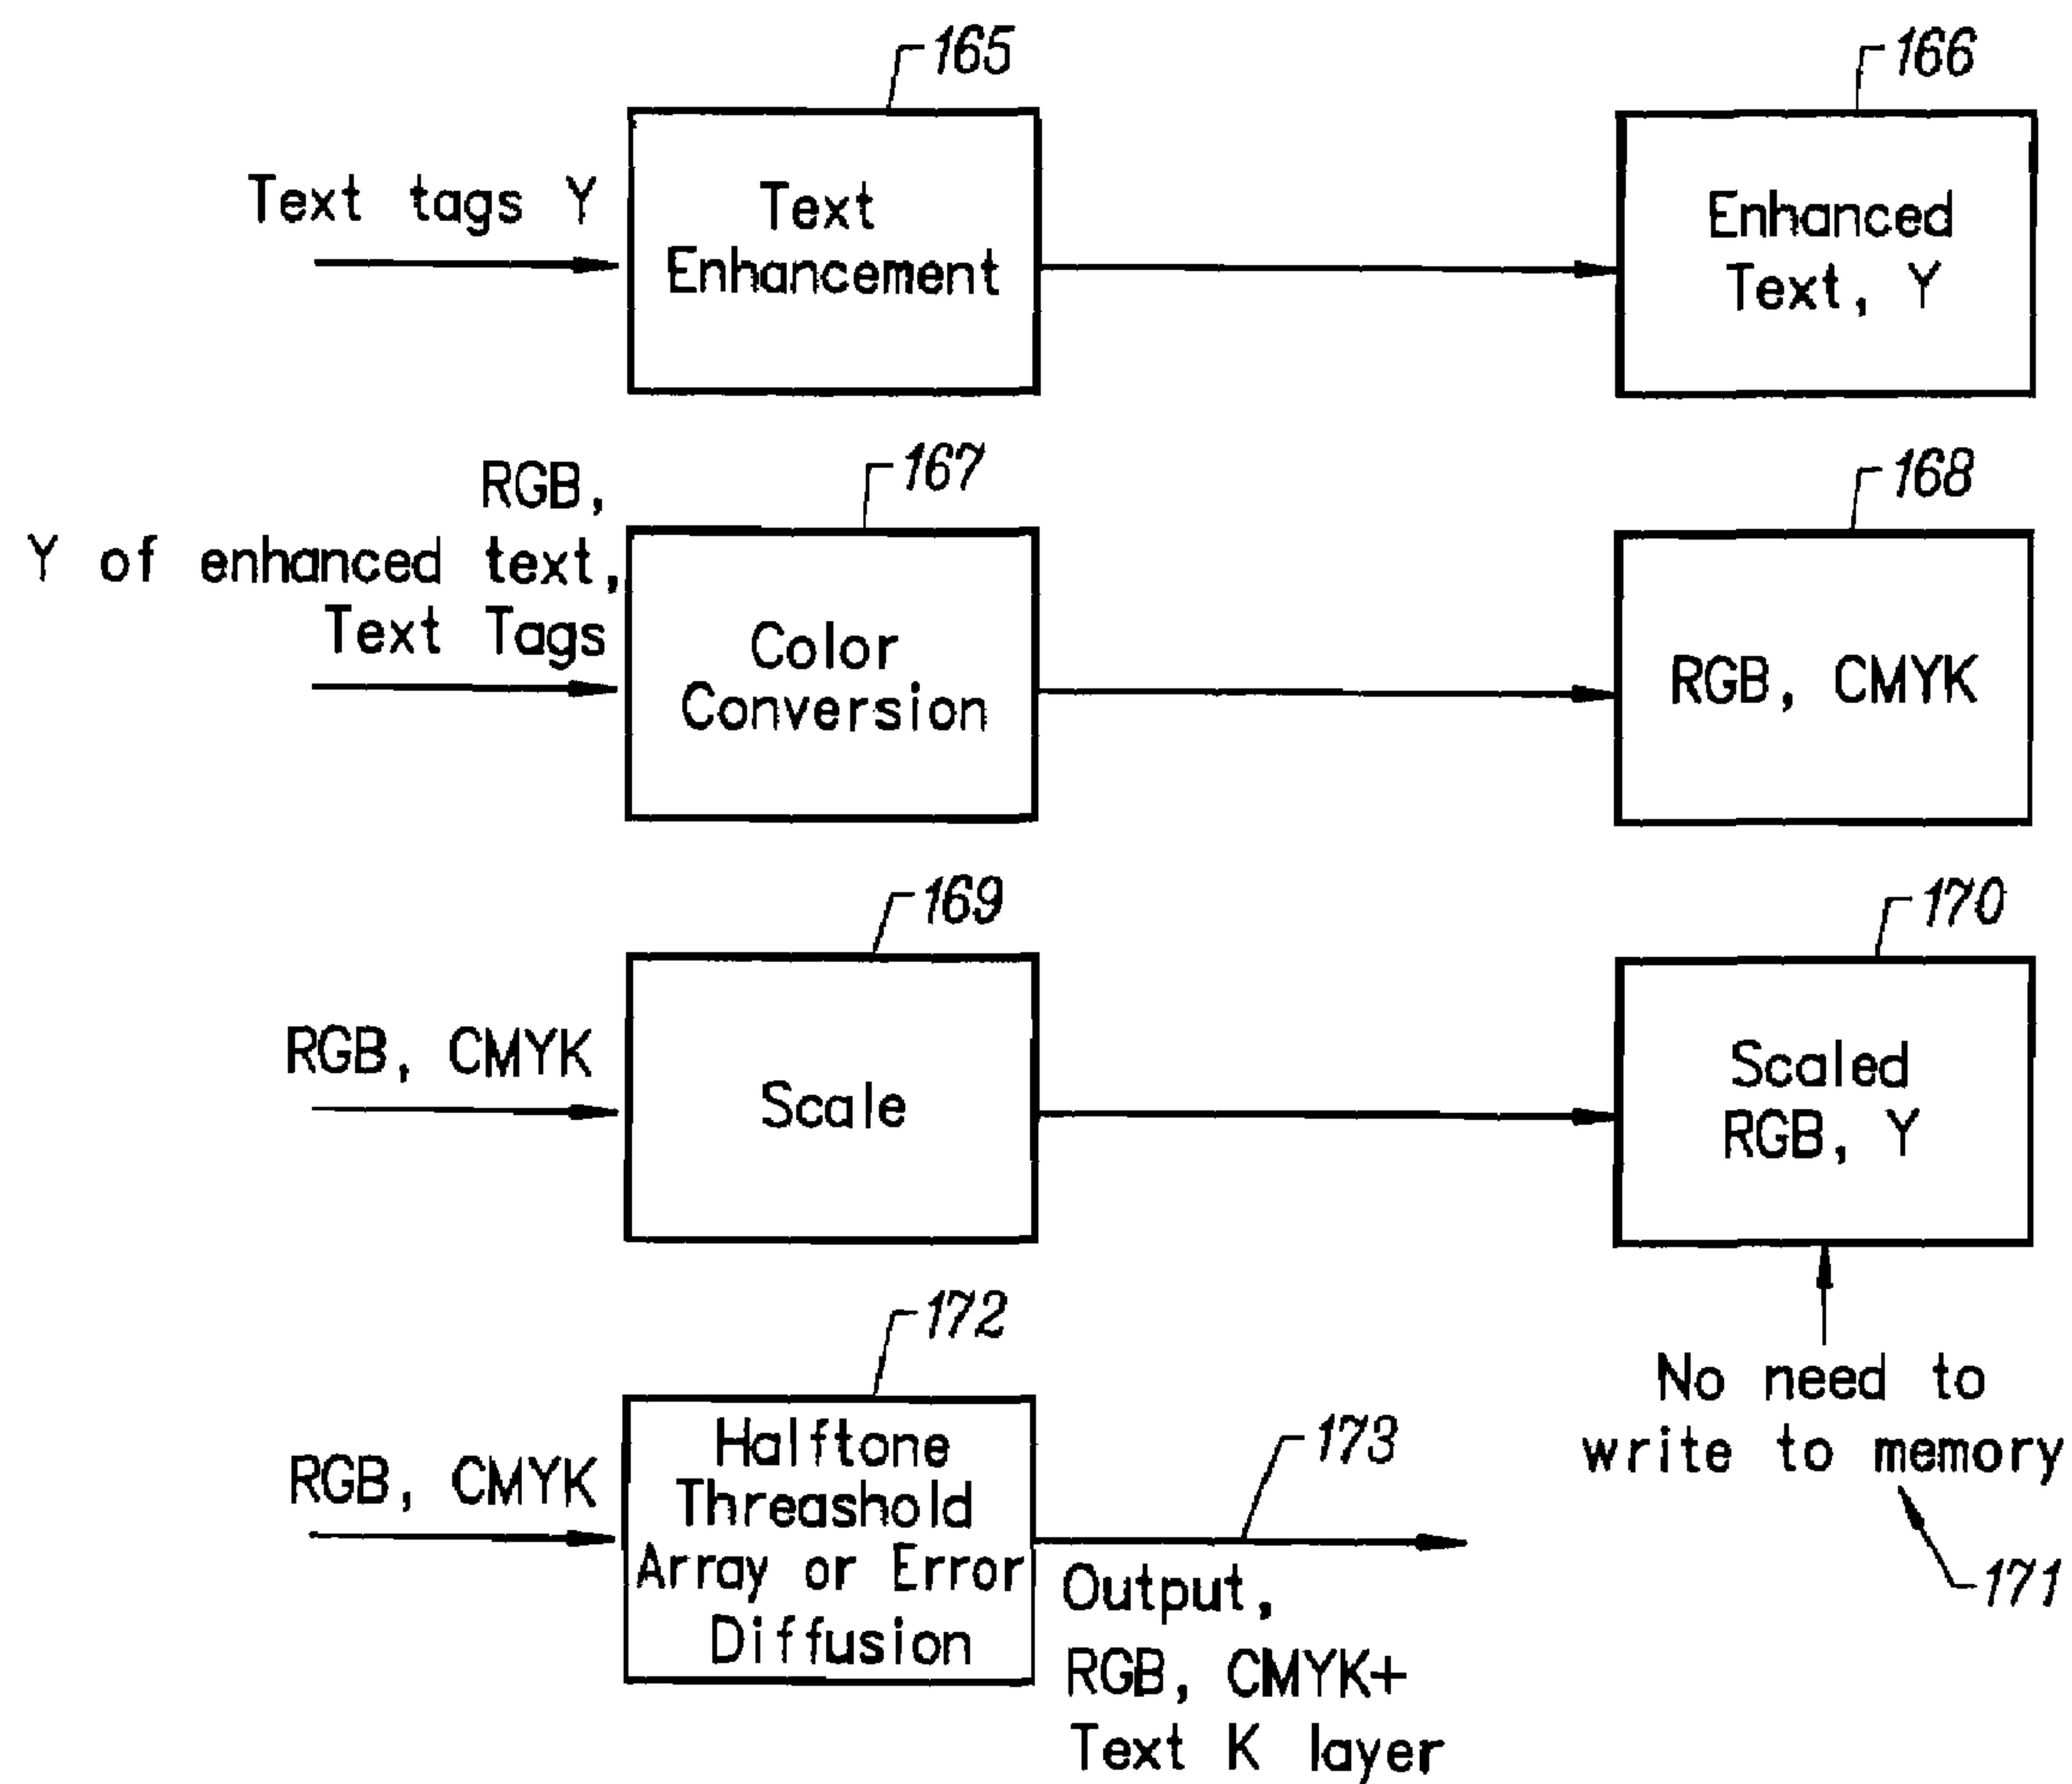 165
166
Text tags Y
Text
Enhancement
Enhanced
Text, Y
167
168
RGB,
Y of enhanced text,
Text Tags
Color
Conversion
RGB, CMYK
169
170
RGB, CMYK
Scale
Scaled
RGB, Y
172
No need to
write to memory
171
RGB, CMYK
Halftone
Threashold
Array or Error
Diffusion
173
Output,
RGB, CMYK+
Text K layer